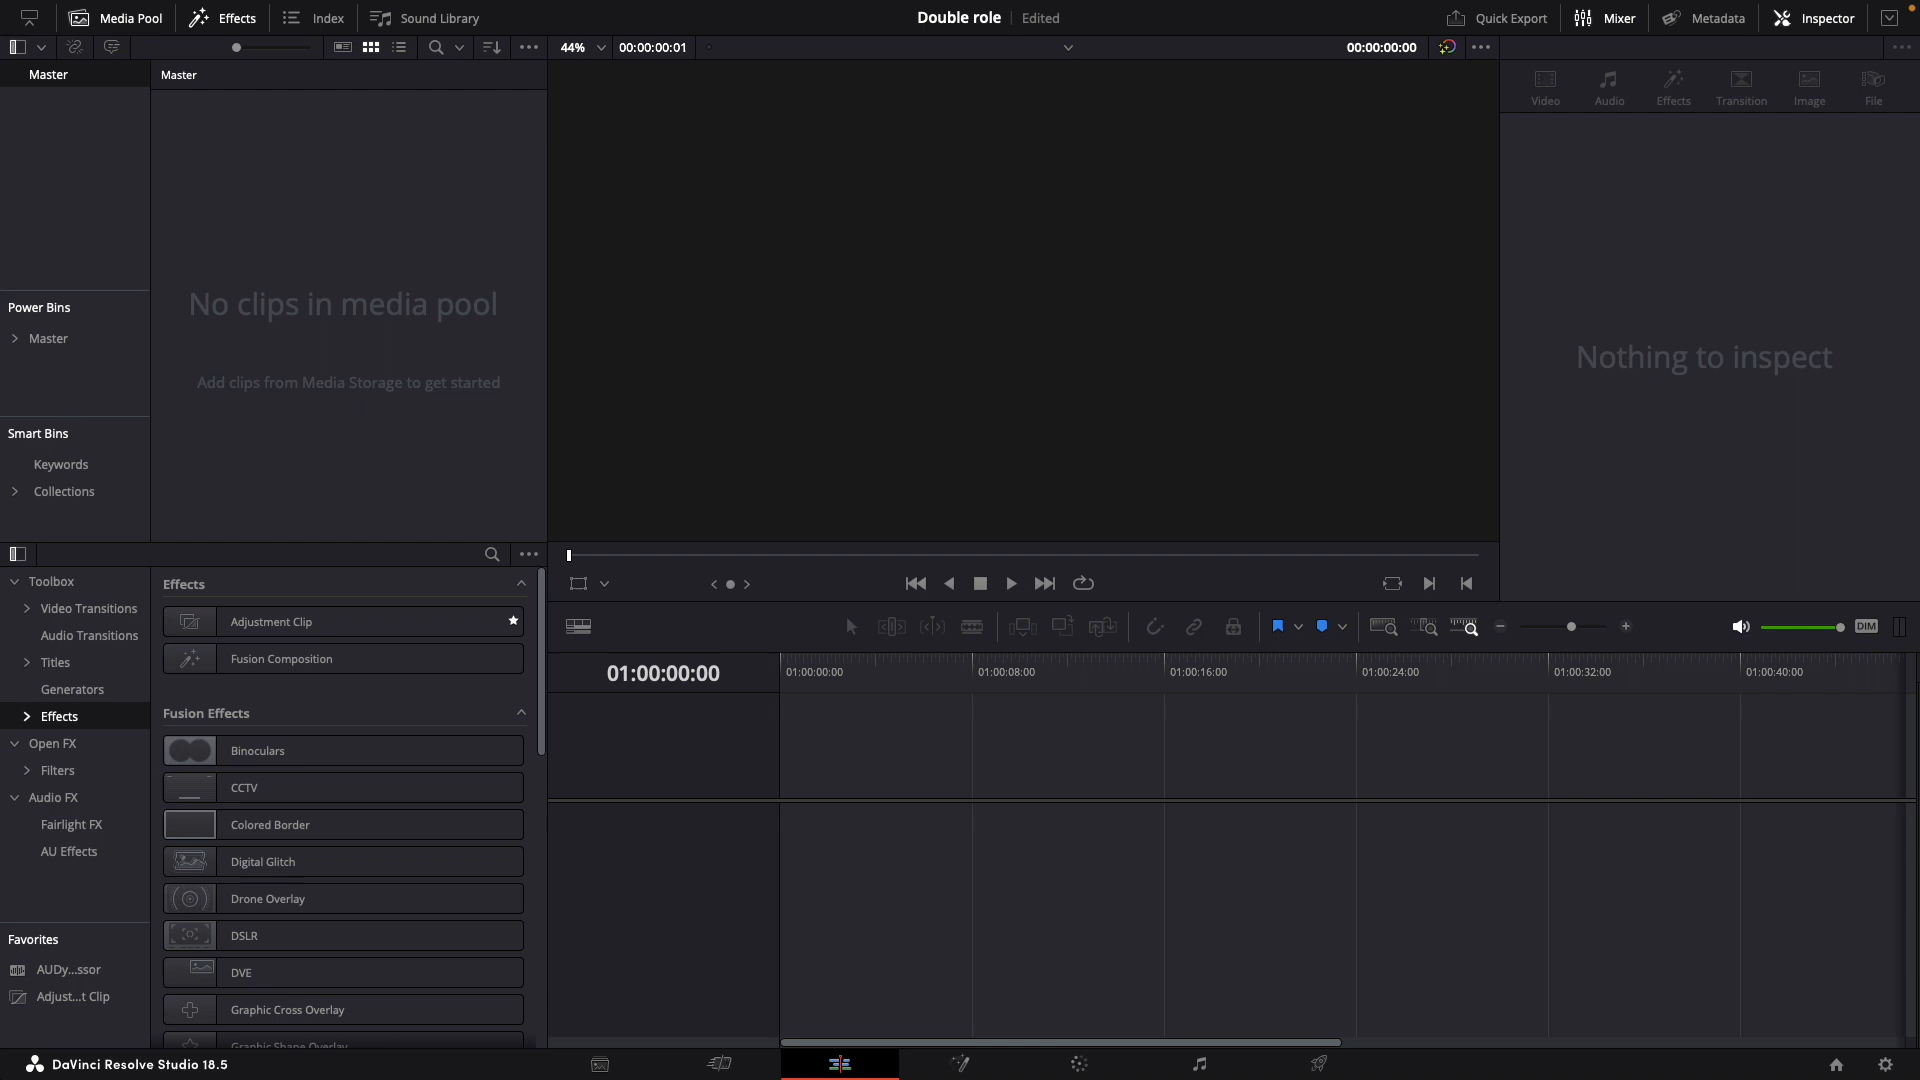 Media Pool
Effects
Index
Sound Library
Double role
Edited
Quick Export
Mixer
Metadata
Inspector
44%
00:00:00:01
00:00:00:00
Master
Master
Video
Audio
Effects
Transition
Image
File
No clips in media pool
Add clips from Media Storage to get started
Nothing to inspect
Power Bins
Master
Smart Bins
Keywords
Collections
Toolbox
Video Transitions
Audio Transitions
Titles
Generators
Effects
Open FX
Filters
Audio FX
Fairlight FX
AU Effects
Favorites
AUDy...ssor
Adjust...t Clip
Effects
Adjustment Clip
Fusion Composition
Fusion Effects
Binoculars
CCTV
Colored Border
Digital Glitch
Drone Overlay
DSLR
DVE
Graphic Cross Overlay
Graphic Shape Overlay
DIM
01:00:00:00
01:00:00:00
01:00:08:00
01:00:16:00
01:00:24:00
01:00:32:00
01:00:40:00
DaVinci Resolve Studio 18.5